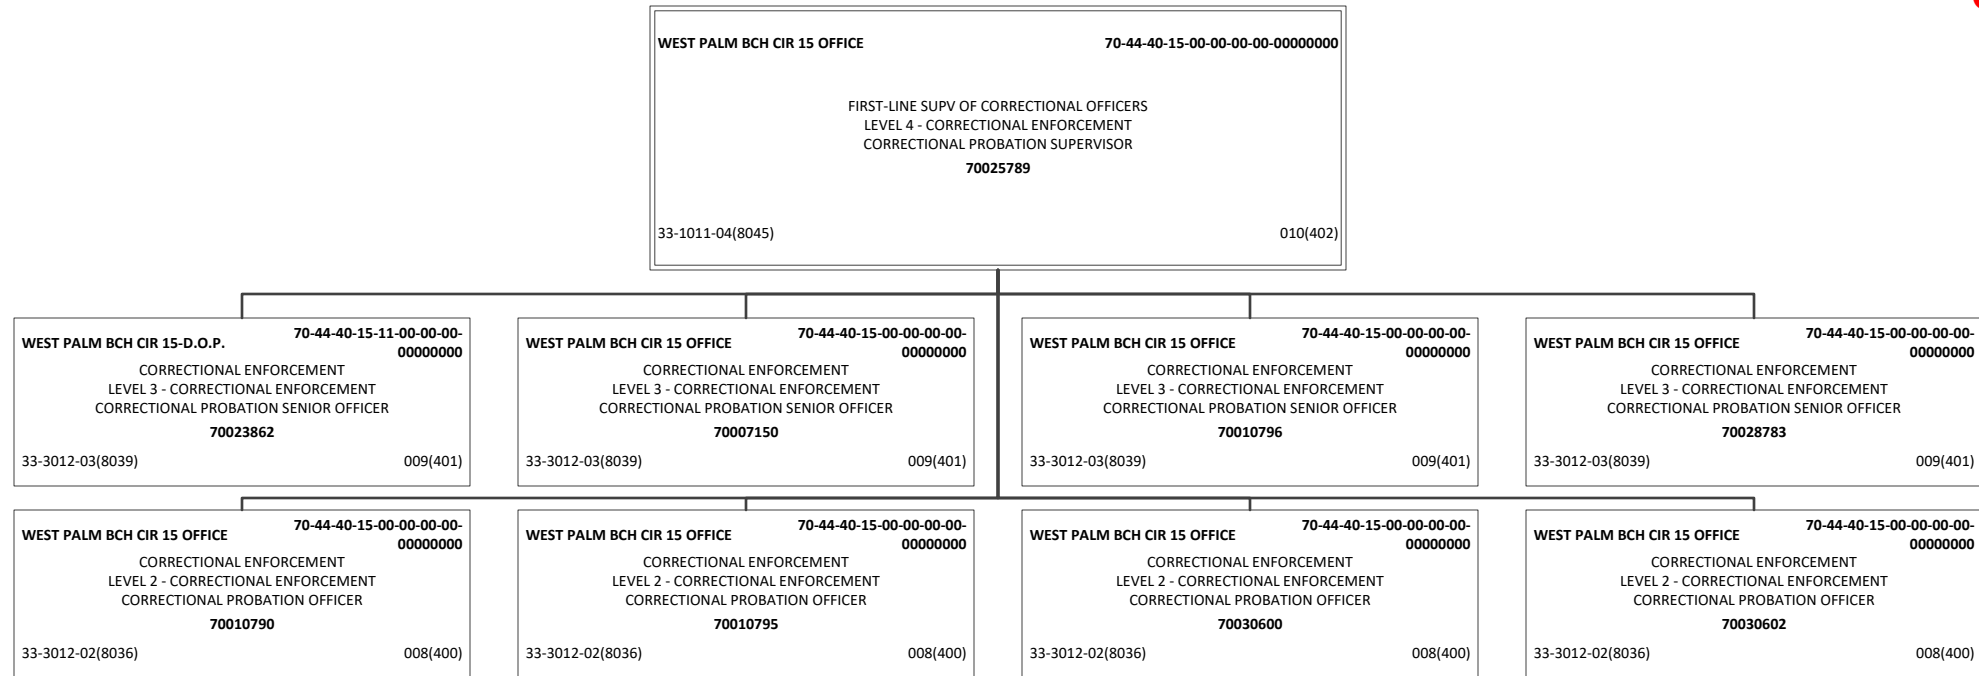 WEST PALM BCH CIR 15 OFFICE 70-44-40-15-00-00-00-00-00000000
FIRST-LINE SUPV OF CORRECTIONAL OFFICERS
LEVEL 4 - CORRECTIONAL ENFORCEMENT
CORRECTIONAL PROBATION SUPERVISOR
70025789
33-1011-04(8045) 010(402)
WEST PALM BCH CIR 15-D.O.P. 70-44-40-15-11-00-00-00-
00000000
CORRECTIONAL ENFORCEMENT
LEVEL 3 - CORRECTIONAL ENFORCEMENT
CORRECTIONAL PROBATION SENIOR OFFICER
70023862
33-3012-03(8039) 009(401)
WEST PALM BCH CIR 15 OFFICE 70-44-40-15-00-00-00-00-
00000000
CORRECTIONAL ENFORCEMENT
LEVEL 3 - CORRECTIONAL ENFORCEMENT
CORRECTIONAL PROBATION SENIOR OFFICER
70007150
33-3012-03(8039) 009(401)
WEST PALM BCH CIR 15 OFFICE 70-44-40-15-00-00-00-00-
00000000
CORRECTIONAL ENFORCEMENT
LEVEL 3 - CORRECTIONAL ENFORCEMENT
CORRECTIONAL PROBATION SENIOR OFFICER
70010796
33-3012-03(8039) 009(401)
WEST PALM BCH CIR 15 OFFICE 70-44-40-15-00-00-00-00-
00000000
CORRECTIONAL ENFORCEMENT
LEVEL 3 - CORRECTIONAL ENFORCEMENT
CORRECTIONAL PROBATION SENIOR OFFICER
70028783
33-3012-03(8039) 009(401)
WEST PALM BCH CIR 15 OFFICE 70-44-40-15-00-00-00-00-
00000000
CORRECTIONAL ENFORCEMENT
LEVEL 2 - CORRECTIONAL ENFORCEMENT
CORRECTIONAL PROBATION OFFICER
70010790
33-3012-02(8036) 008(400)
WEST PALM BCH CIR 15 OFFICE 70-44-40-15-00-00-00-00-
00000000
CORRECTIONAL ENFORCEMENT
LEVEL 2 - CORRECTIONAL ENFORCEMENT
CORRECTIONAL PROBATION OFFICER
70010795
33-3012-02(8036) 008(400)
WEST PALM BCH CIR 15 OFFICE 70-44-40-15-00-00-00-00-
00000000
CORRECTIONAL ENFORCEMENT
LEVEL 2 - CORRECTIONAL ENFORCEMENT
CORRECTIONAL PROBATION OFFICER
70030600
33-3012-02(8036) 008(400)
WEST PALM BCH CIR 15 OFFICE 70-44-40-15-00-00-00-00-
00000000
CORRECTIONAL ENFORCEMENT
LEVEL 2 - CORRECTIONAL ENFORCEMENT
CORRECTIONAL PROBATION OFFICER
70030602
33-3012-02(8036) 008(400)